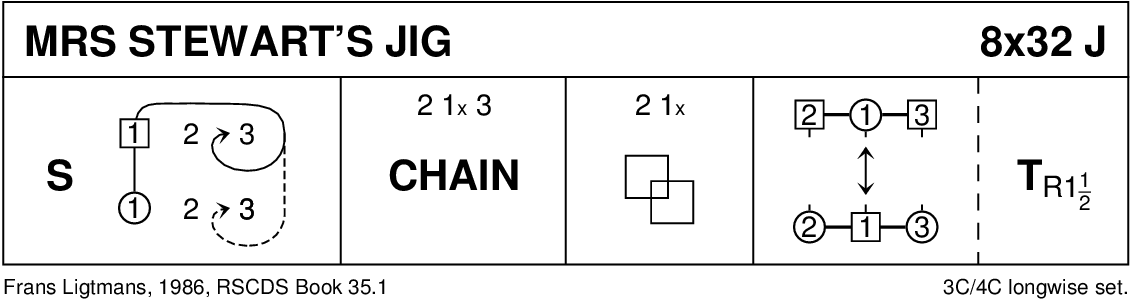 MRS STEWART'S JIG 8x32 J
S 1 2 3 1 2 3
2 1x 3
CHAIN
2 1x
2 1 3
2 1 3
TR1½
Frans Ligtmans, 1986, RSCDS Book 35.1 3C/4C longwise set.